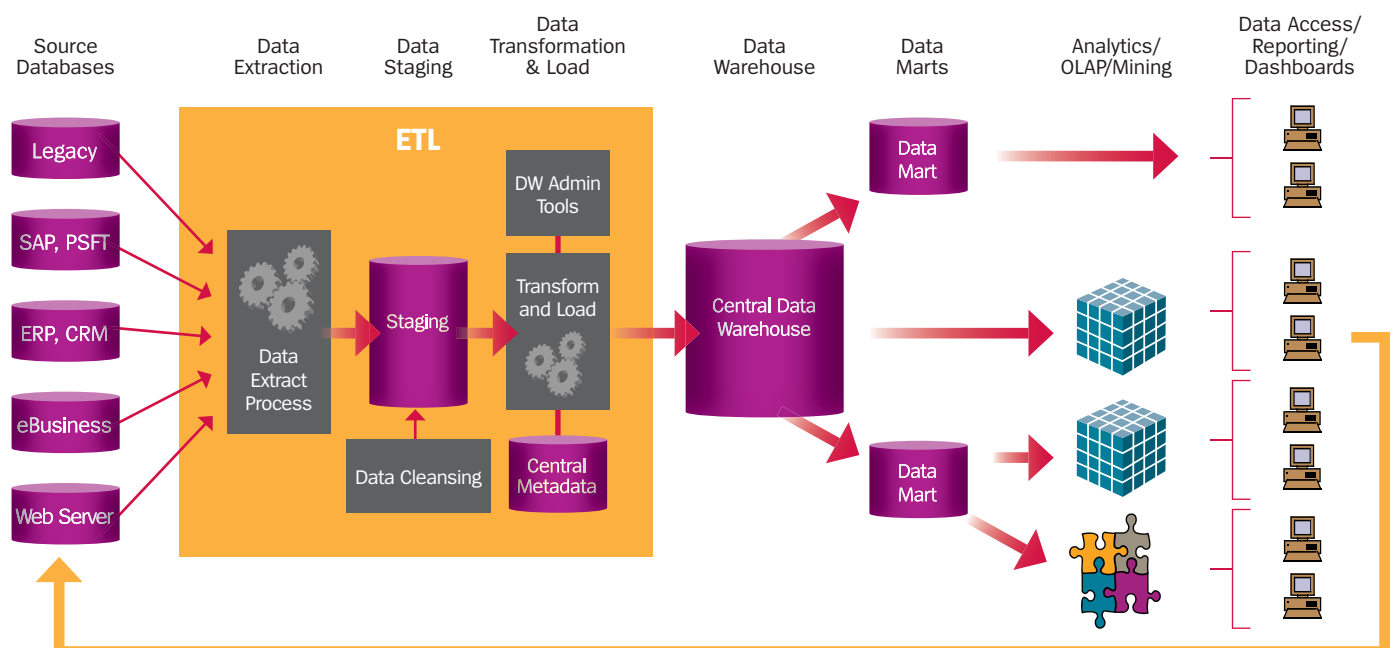 Source
Databases
Data
Extraction
Data
Staging
Data
Transformation
& Load
Data
Warehouse
Data
Marts
Analytics/
OLAP/Mining
Data Access/
Reporting/
Dashboards
ETL
Legacy
SAP, PSFT
ERP, CRM
eBusiness
Web Server
Data
Extract
Process
Staging
Data Cleansing
DW Admin
Tools
Transform
and Load
Central
Metadata
Central Data
Warehouse
Data
Mart
Data
Mart